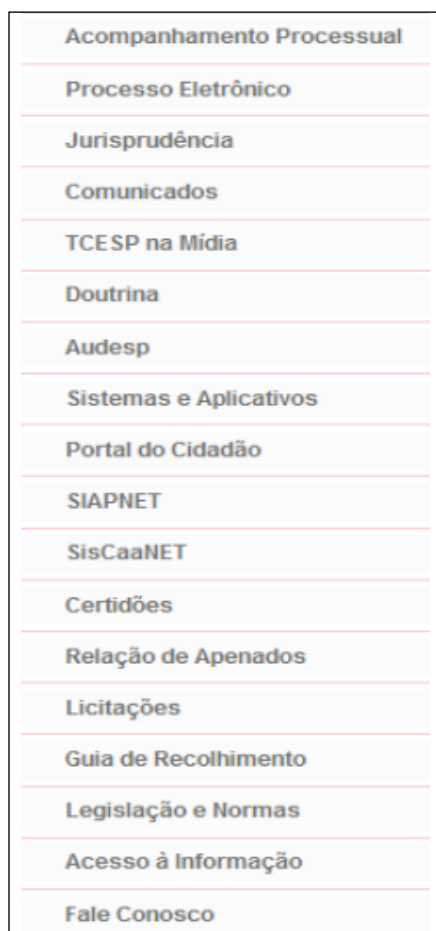 Acompanhamento Processual
Processo Eletrônico
Jurisprudência
Comunicados
TCESP na Mídia
Doutrina
Audesp
Sistemas e Aplicativos
Portal do Cidadão
SIAPNET
SisCaaNET
Certidões
Relação de Apenados
Licitações
Guia de Recolhimento
Legislação e Normas
Acesso à Informação
Fale Conosco